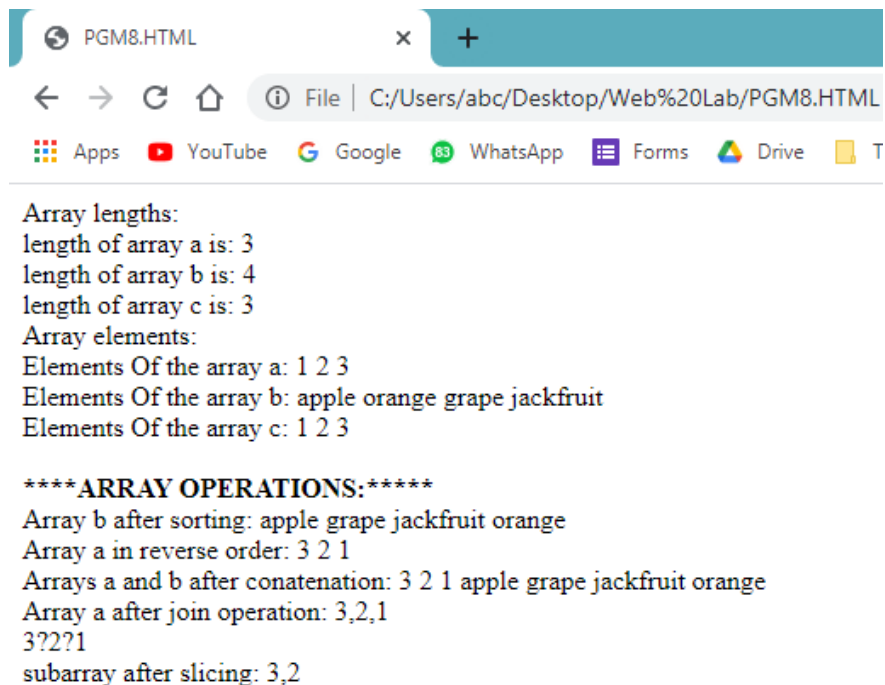 PGM8.HTML
File | C:/Users/abc/Desktop/Web%20Lab/PGM8.HTML
Apps YouTube Google 83 WhatsApp Forms Drive T
Array lengths:
length of array a is: 3
length of array b is: 4
length of array c is: 3
Array elements:
Elements Of the array a: 1 2 3
Elements Of the array b: apple orange grape jackfruit
Elements Of the array c: 1 2 3
****ARRAY OPERATIONS:*****
Array b after sorting: apple grape jackfruit orange
Array a in reverse order: 3 2 1
Arrays a and b after conatenation: 3 2 1 apple grape jackfruit orange
Array a after join operation: 3,2,1
3?2?1
subarray after slicing: 3,2